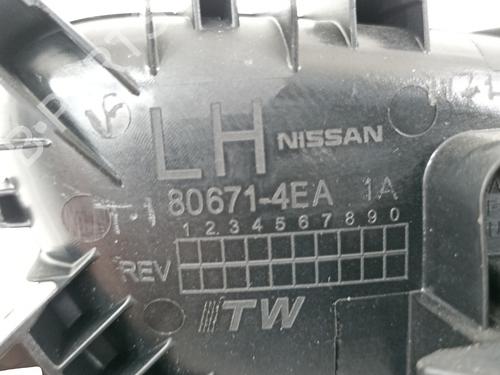 LH NISSAN
80671-4EA 1A
1 2 3 4 5 6 7 8 9 0
REV
TW